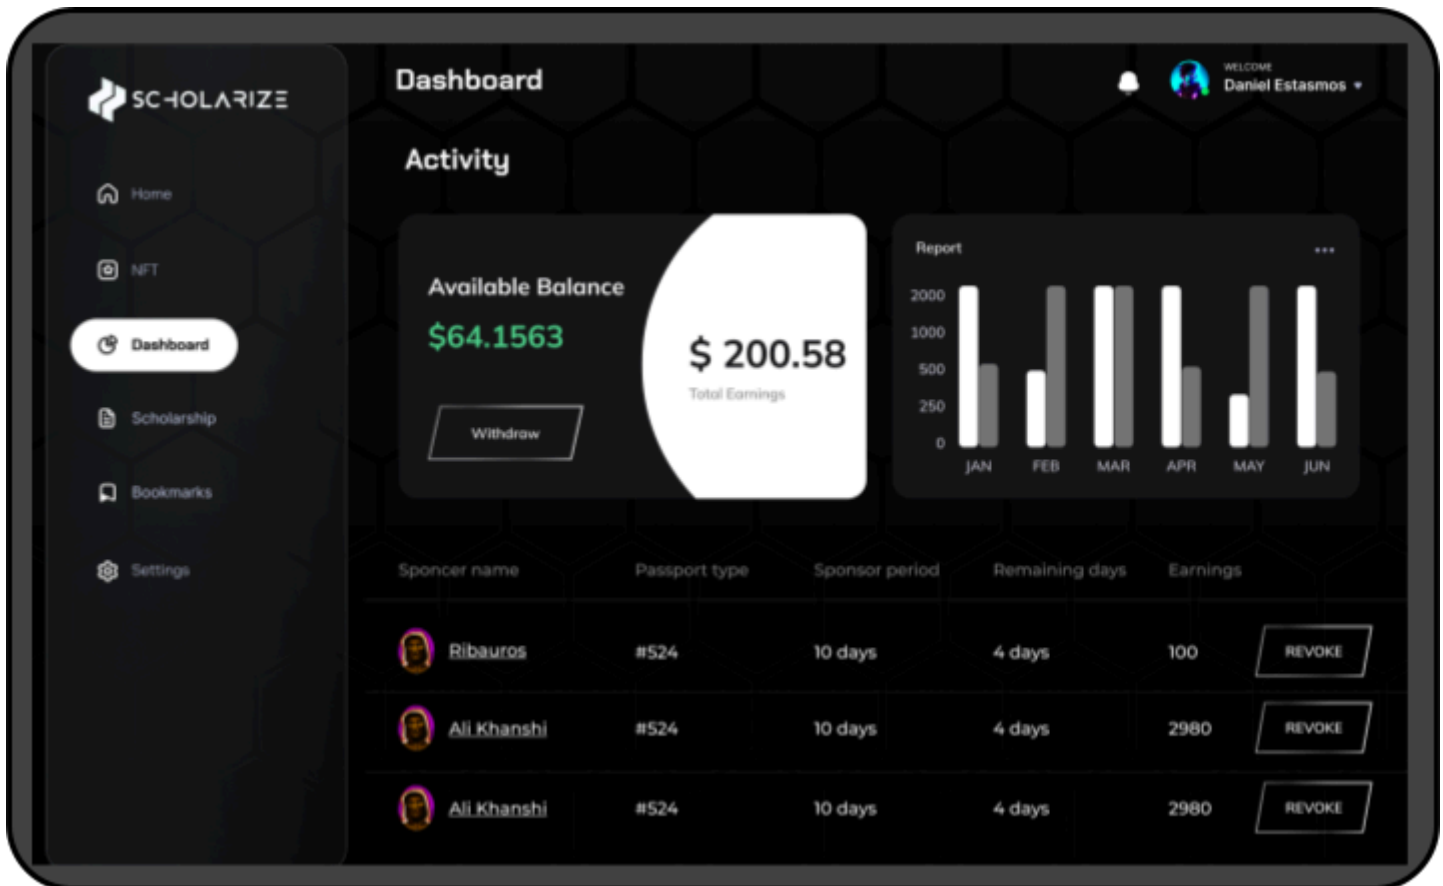 SCHOLARIZE
Home
NFT
Dashboard
Scholarship
Bookmarks
Settings
Dashboard
WELCOME
Daniel Estasmos
Activity
Available Balance
$64.1563
Withdraw
$ 200.58
Total Earnings
Report
2000
1000
500
250
0
JAN FEB MAR APR MAY JUN
Sponcer name Passport type Sponsor period Remaining days Earnings
Ribauros #524 10 days 4 days 100 REVOKE
Ali Khanshi #524 10 days 4 days 2980 REVOKE
Ali Khanshi #524 10 days 4 days 2980 REVOKE